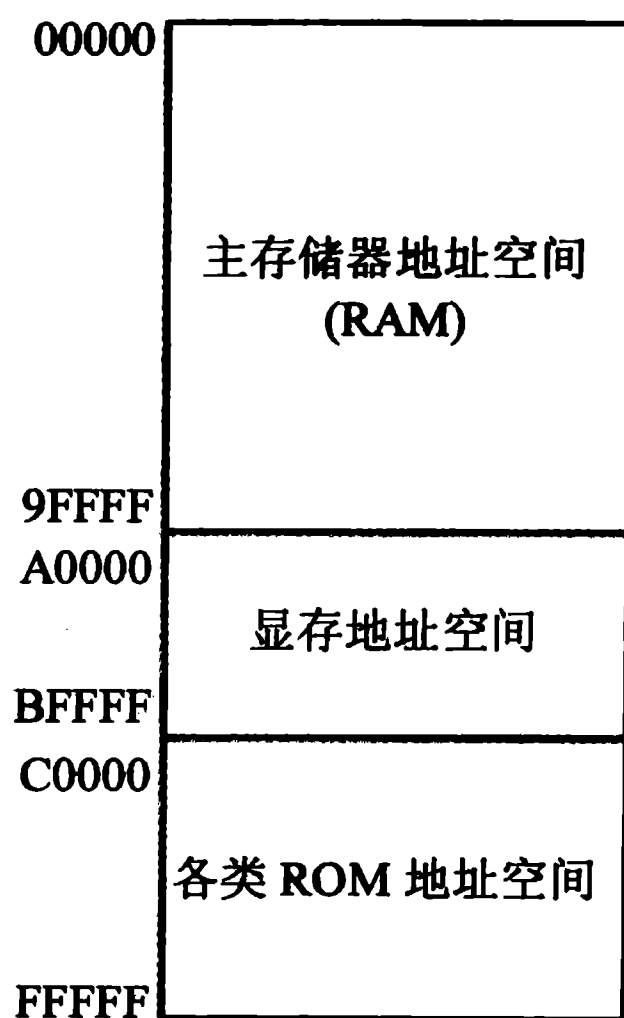 00000
主存储器地址空间
(RAM)
9FFFF
A0000
显存地址空间
BFFFF
C0000
各类 ROM 地址空间
FFFFF